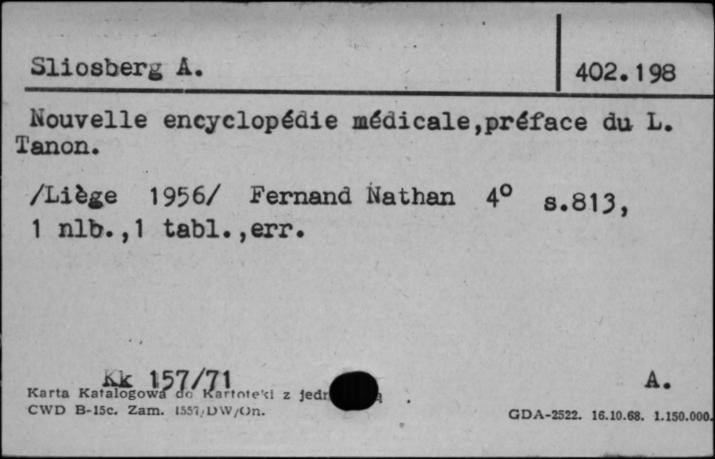 Sliosberg A.
402.198
Nouvelle encyclopédie médicale,préface du L.
Tanon.
/Liège 1956/ Fernand Nathan 4° s.813,
1 nlb.,1 tabl.,err.
Kk 157/71
A.
Karta Katalogowa do Kartoteki z
CWD B-15c. Zam. 1557/DW/On.
GDA-2522. 16.10.68. 1.150.000.